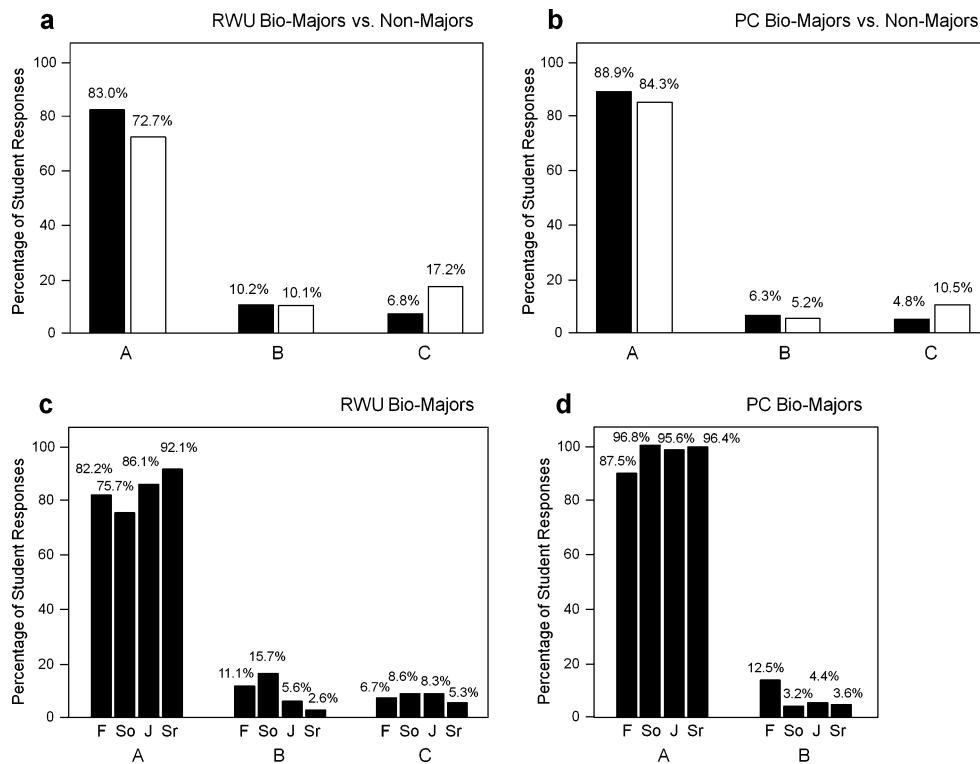 a
RWU Bio-Majors vs. Non-Majors
Percentage of Student Responses
100
80
60
40
20
0
83.0%
72.7%
10.2%
10.1%
6.8%
17.2%
A
B
C
b
PC Bio-Majors vs. Non-Majors
Percentage of Student Responses
100
80
60
40
20
0
88.9%
84.3%
6.3%
5.2%
4.8%
10.5%
A
B
C
c
RWU Bio-Majors
Percentage of Student Responses
100
80
60
40
20
0
82.2%
75.7%
86.1%
92.1%
11.1%
15.7%
5.6%
2.6%
6.7%
8.6%
8.3%
5.3%
F So J Sr
F So J Sr
F So J Sr
A
B
C
d
PC Bio-Majors
Percentage of Student Responses
100
80
60
40
20
0
87.5%
96.8%
95.6%
96.4%
12.5%
3.2%
4.4%
3.6%
F So J Sr
F So J Sr
A
B